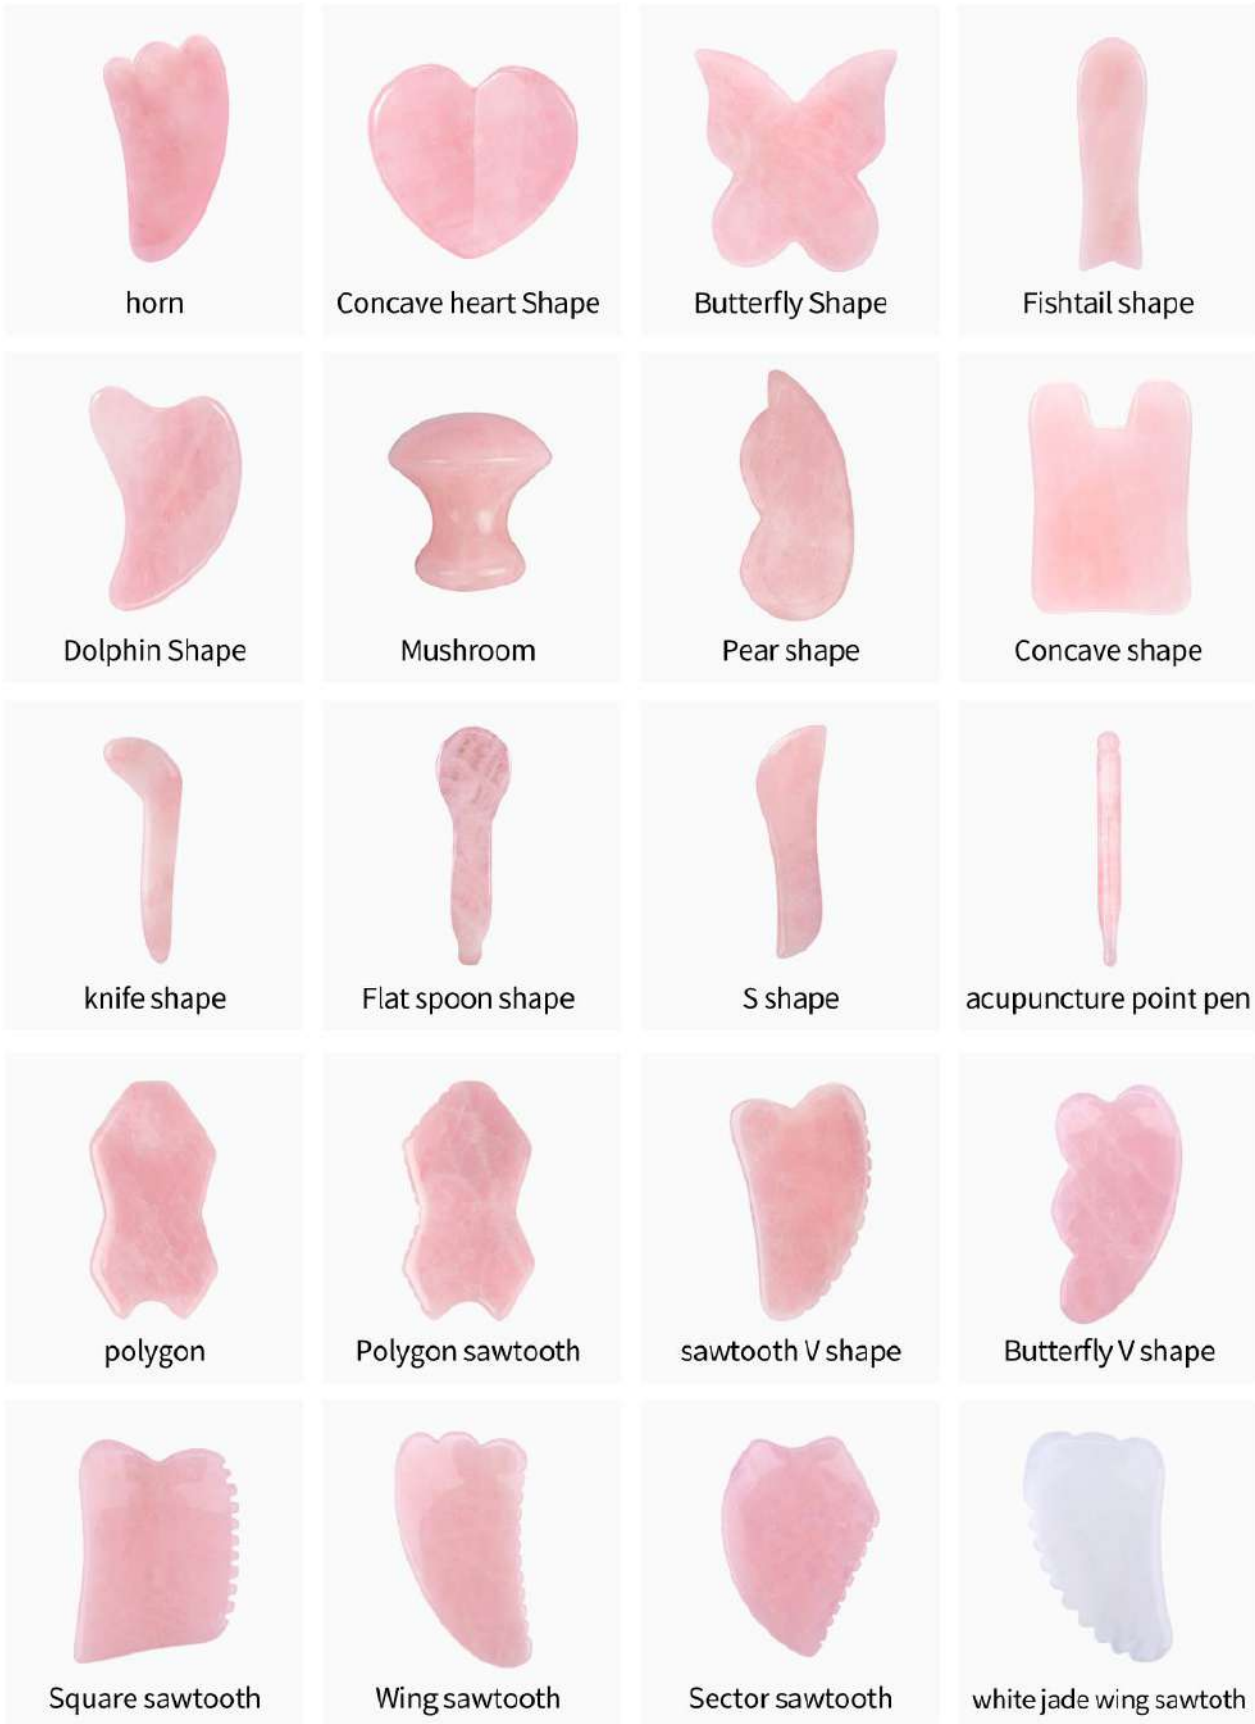 horn
Concave heart Shape
Butterfly Shape
Fishtail shape
Dolphin Shape
Mushroom
Pear shape
Concave shape
knife shape
Flat spoon shape
S shape
acupuncture point pen
polygon
Polygon sawtooth
sawtooth V shape
Butterfly V shape
Square sawtooth
Wing sawtooth
Sector sawtooth
white jade wing sawtoth